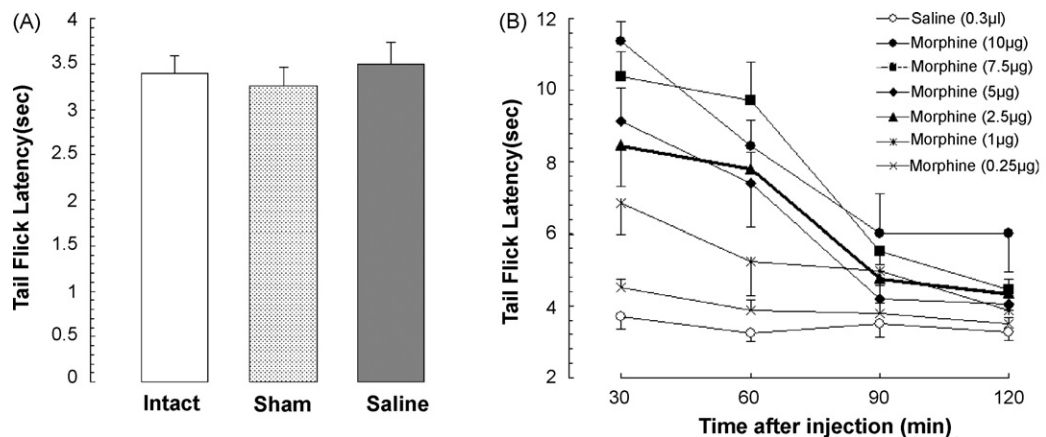 (A)
Tail Flick Latency(sec)
4
3.5
3
2.5
2
1.5
1
0.5
0
Intact Sham Saline
(B)
Tail Flick Latency(sec)
12
10
8
6
4
2
30 60 90 120
Time after injection (min)
Saline (0.3µl)
Morphine (10µg)
Morphine (7.5µg)
Morphine (5µg)
Morphine (2.5µg)
Morphine (1µg)
Morphine (0.25µg)